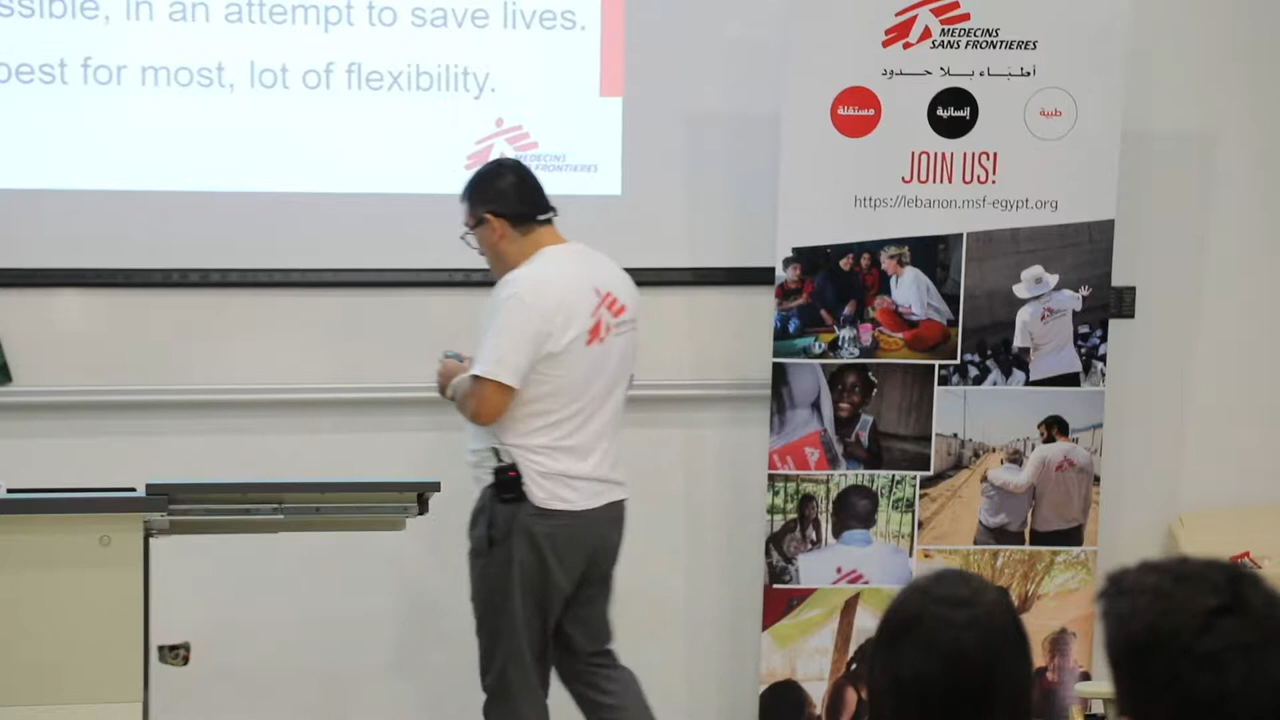 ssible, in an attempt to save lives.
best for most, lot of flexibility.
MEDECINS
SANS FRONTIERES
MEDECINS
SANS FRONTIERES
أطباء بلا حدود
مستقلة
إنسانية
طبية
JOIN US!
https://lebanon.msf-egypt.org